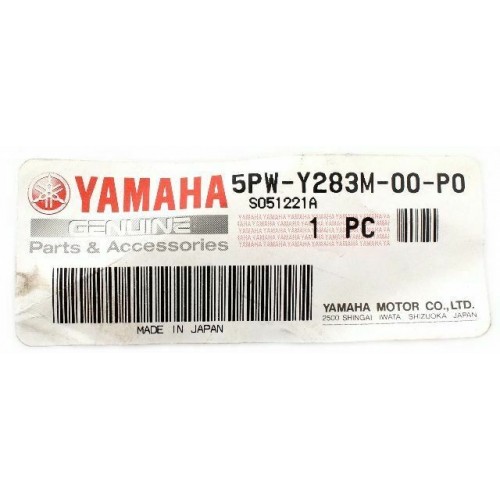 YAMAHA 5PW-Y283M-00-P0
S051221A
GENUINE
Parts & Accessories
1 PC
MADE IN JAPAN
YAMAHA MOTOR CO.,LTD.
2500 SHINGAI IWATA SHIZUOKA JAPAN